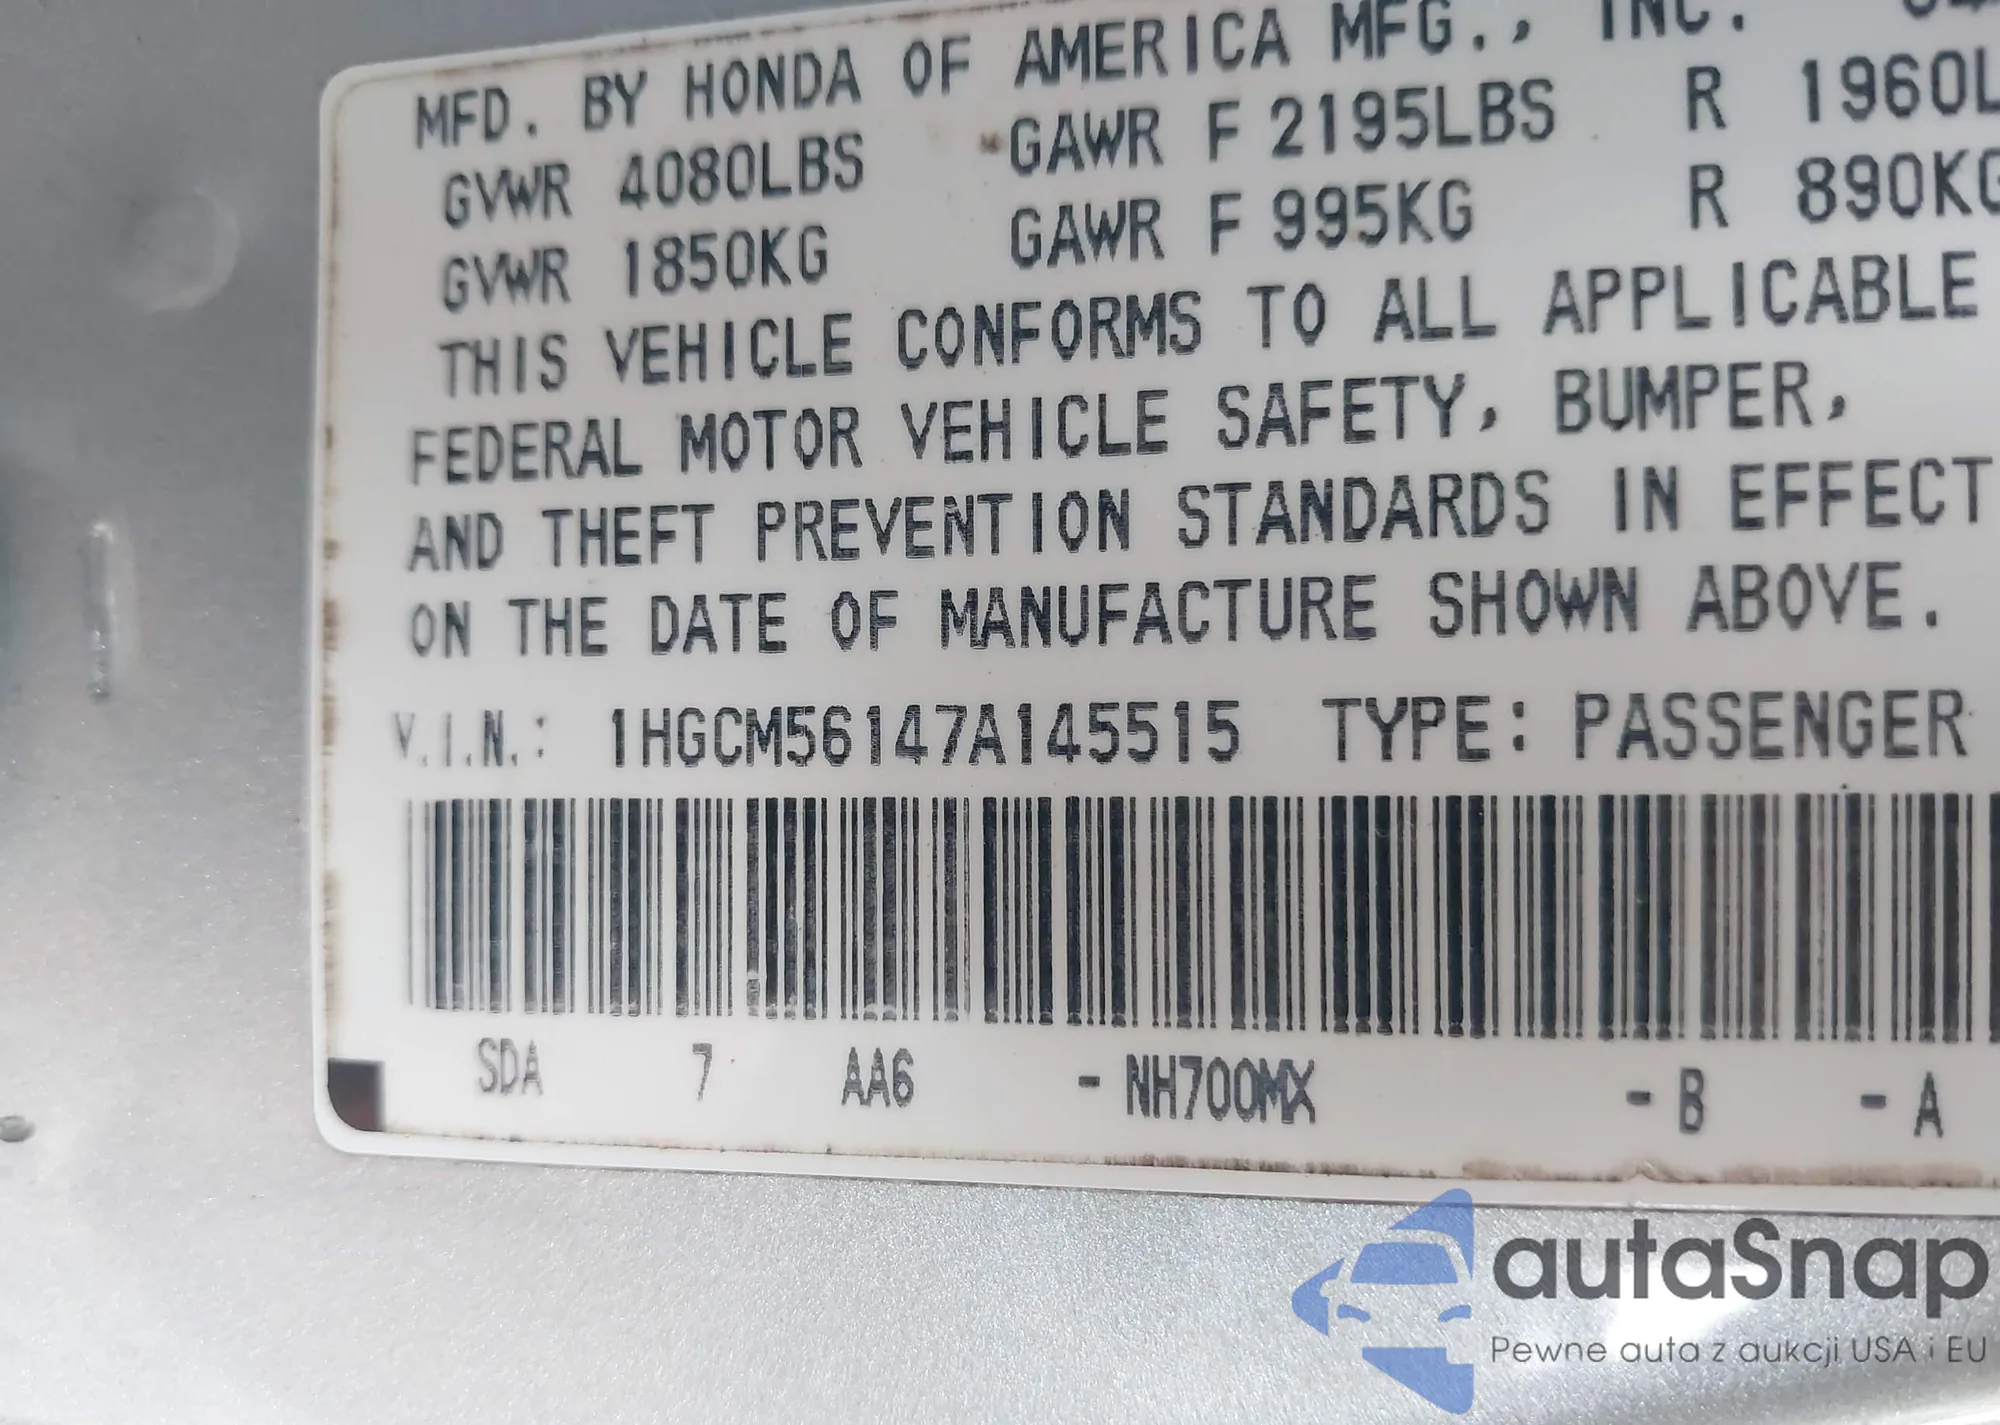 MFD. BY HONDA OF AMERICA MFG., INC.
GVWR 4080LBS GAWR F 2195LBS R 1960L
GVWR 1850KG GAWR F 995KG R 890KG
THIS VEHICLE CONFORMS TO ALL APPLICABLE
FEDERAL MOTOR VEHICLE SAFETY, BUMPER,
AND THEFT PREVENTION STANDARDS IN EFFECT
ON THE DATE OF MANUFACTURE SHOWN ABOVE.
V.I.N.: 1HGCM56147A145515 TYPE: PASSENGER
SDA 7 AA6 - NH700MX - B - A
autaSnap
Pewne auta z aukcji USA i EU